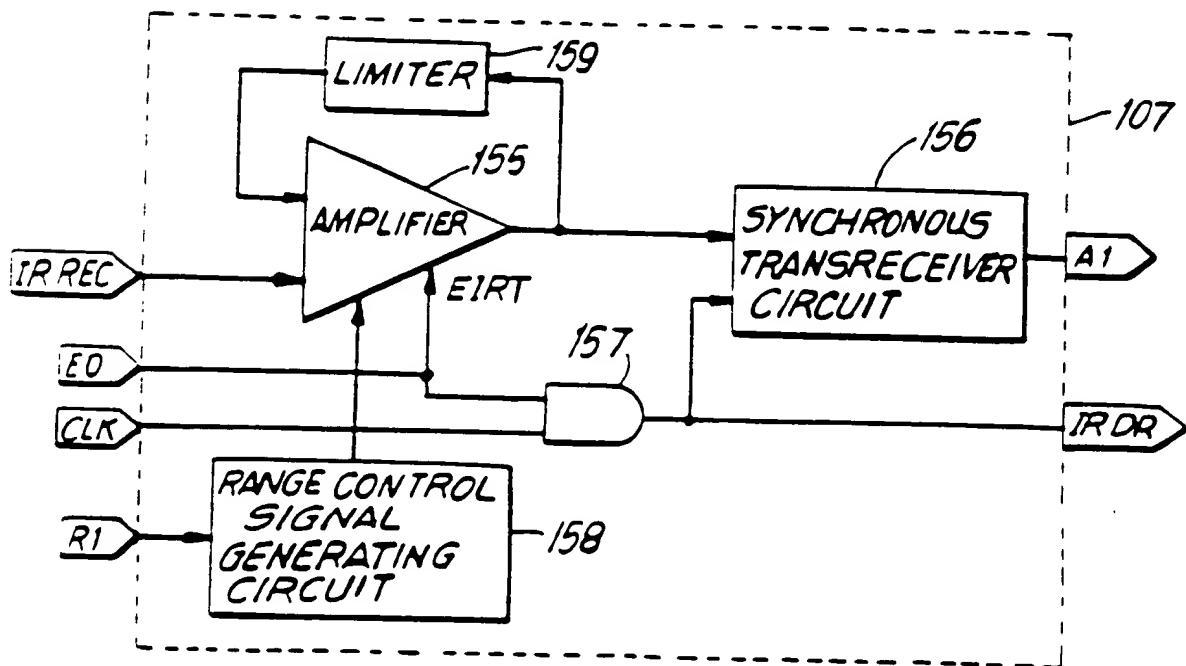 LIMITER
159
107
155
156
AMPLIFIER
SYNCHRONOUS
TRANSRECEIVER
CIRCUIT
IR REC
A1
EIRT
157
EO
CLK
IR DR
RANGE CONTROL
SIGNAL
GENERATING
CIRCUIT
R1
158